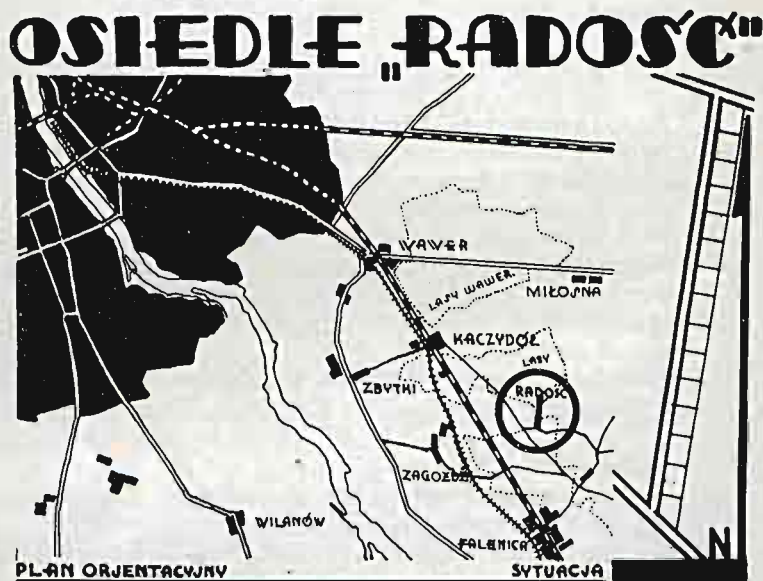 OSIEDLE „RADOŚĆ"
WAWER
LASY WAWER.
MIŁOSNA
KACZYDÓŁ
LASY
ZBYTKI
RADOŚĆ
ZAGOŹDŹ
WILANÓW
FALENICA
N
PLAN ORJENTACYJNY
SYTUACJA